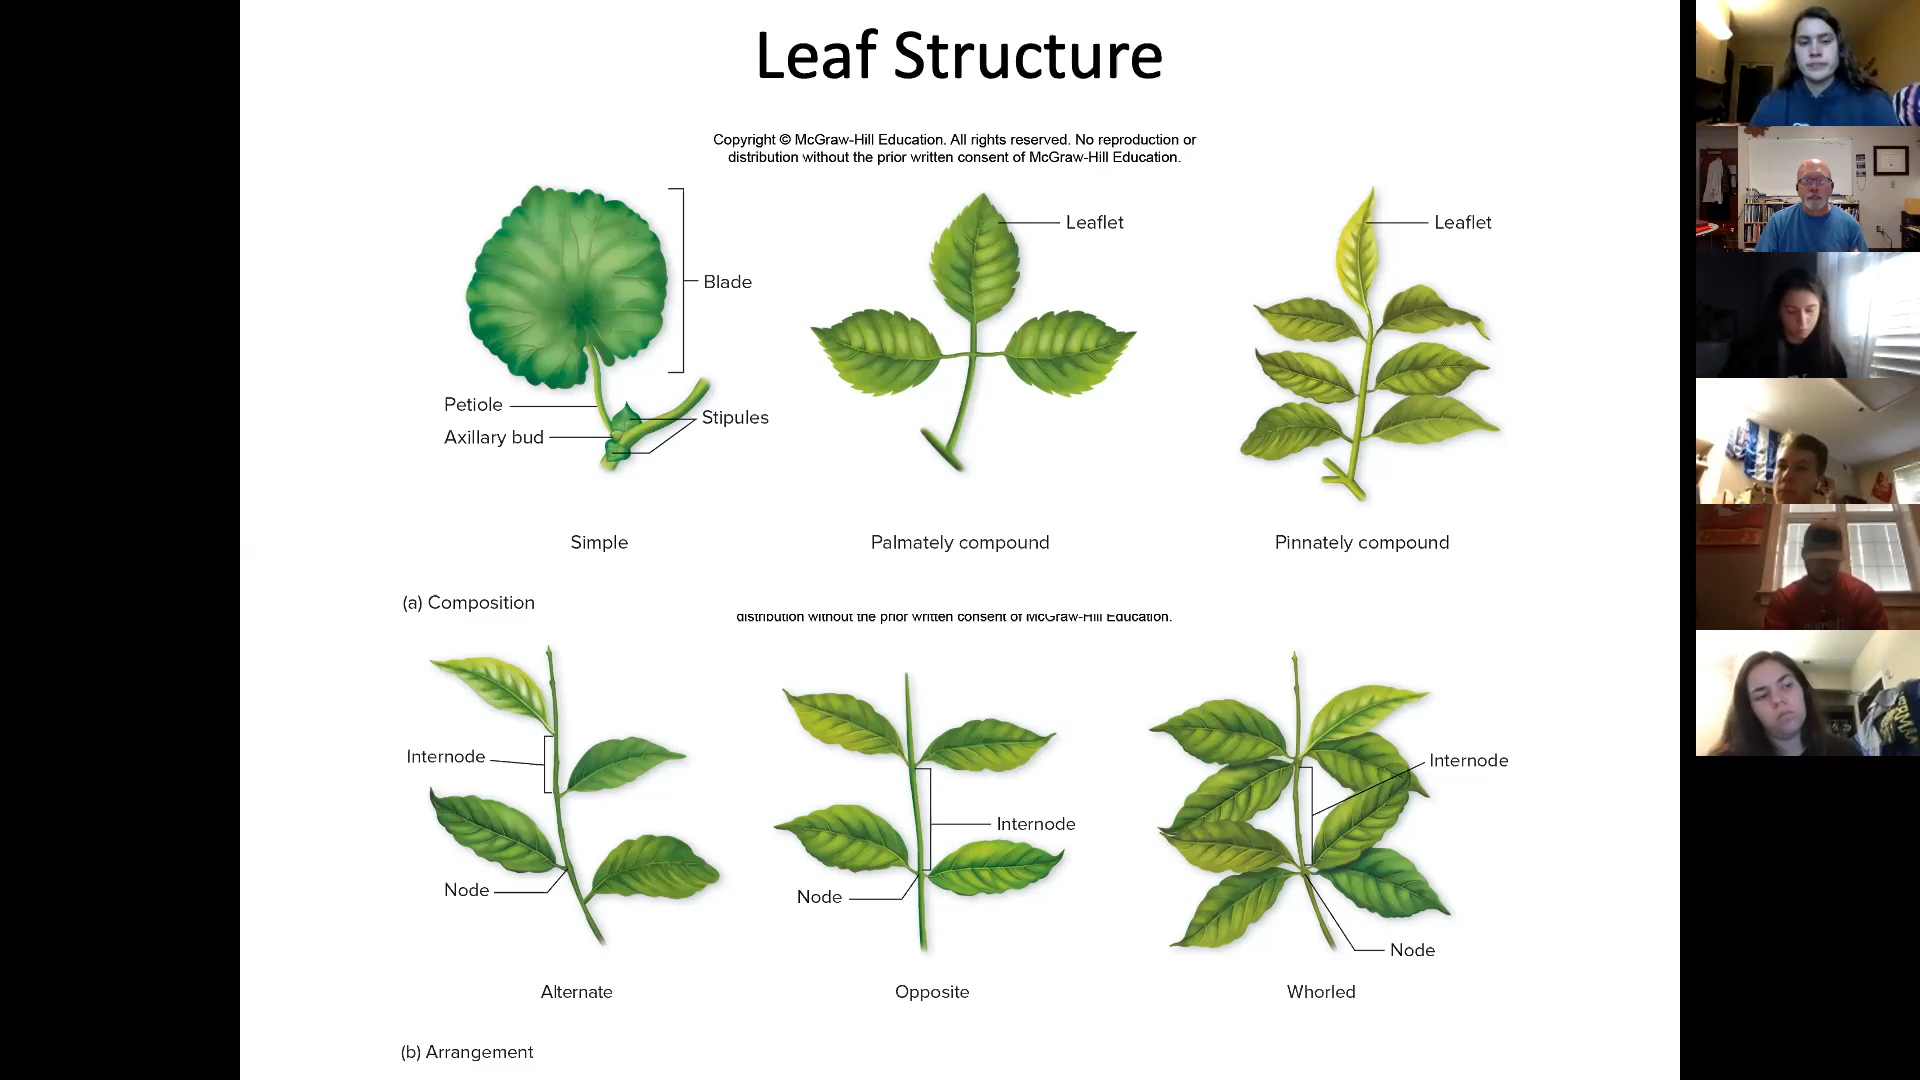 Leaf Structure
Copyright © McGraw-Hill Education. All rights reserved. No reproduction or
distribution without the prior written consent of McGraw-Hill Education.
Leaflet
Leaflet
Blade
Petiole
Stipules
Axillary bud
Simple
Palmately compound
Pinnately compound
(a) Composition
distribution without the prior written consent of McGraw-Hill Education.
Internode
Internode
Internode
Node
Node
Node
Alternate
Opposite
Whorled
(b) Arrangement